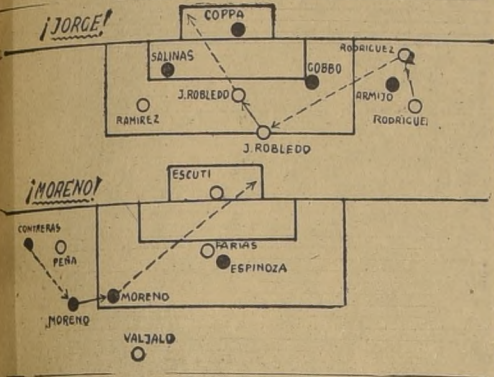 ¡JORGE!
COPPA
SALINAS
RODRIGUEZ
GOBBO
J.ROBLEDO
ARMIJO
RAMIREZ
RODRIGUEZ
J.ROBLEDO
¡MORENO!
ESCUTI
CONTRERAS
PEÑA
FARIAS
ESPINOZA
MORENO
MORENO
VALJALO